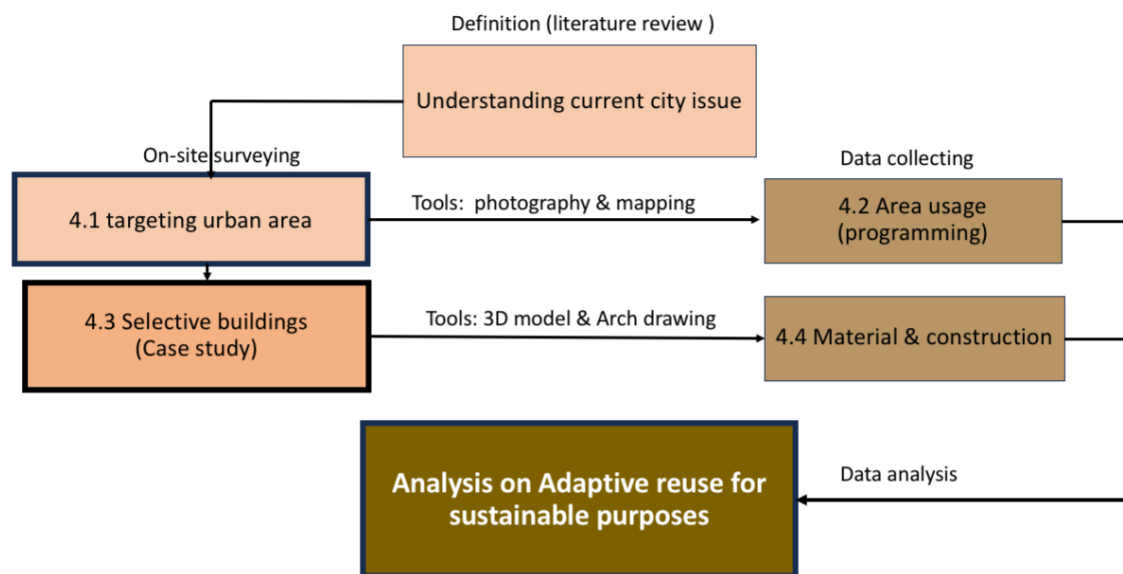 Definition (literature review )
Understanding current city issue
On-site surveying
Data collecting
4.1 targeting urban area
Tools:  photography & mapping
4.2 Area usage
(programming)
4.3 Selective buildings
(Case study)
Tools: 3D model & Arch drawing
4.4 Material & construction
Analysis on Adaptive reuse for
sustainable purposes
Data analysis